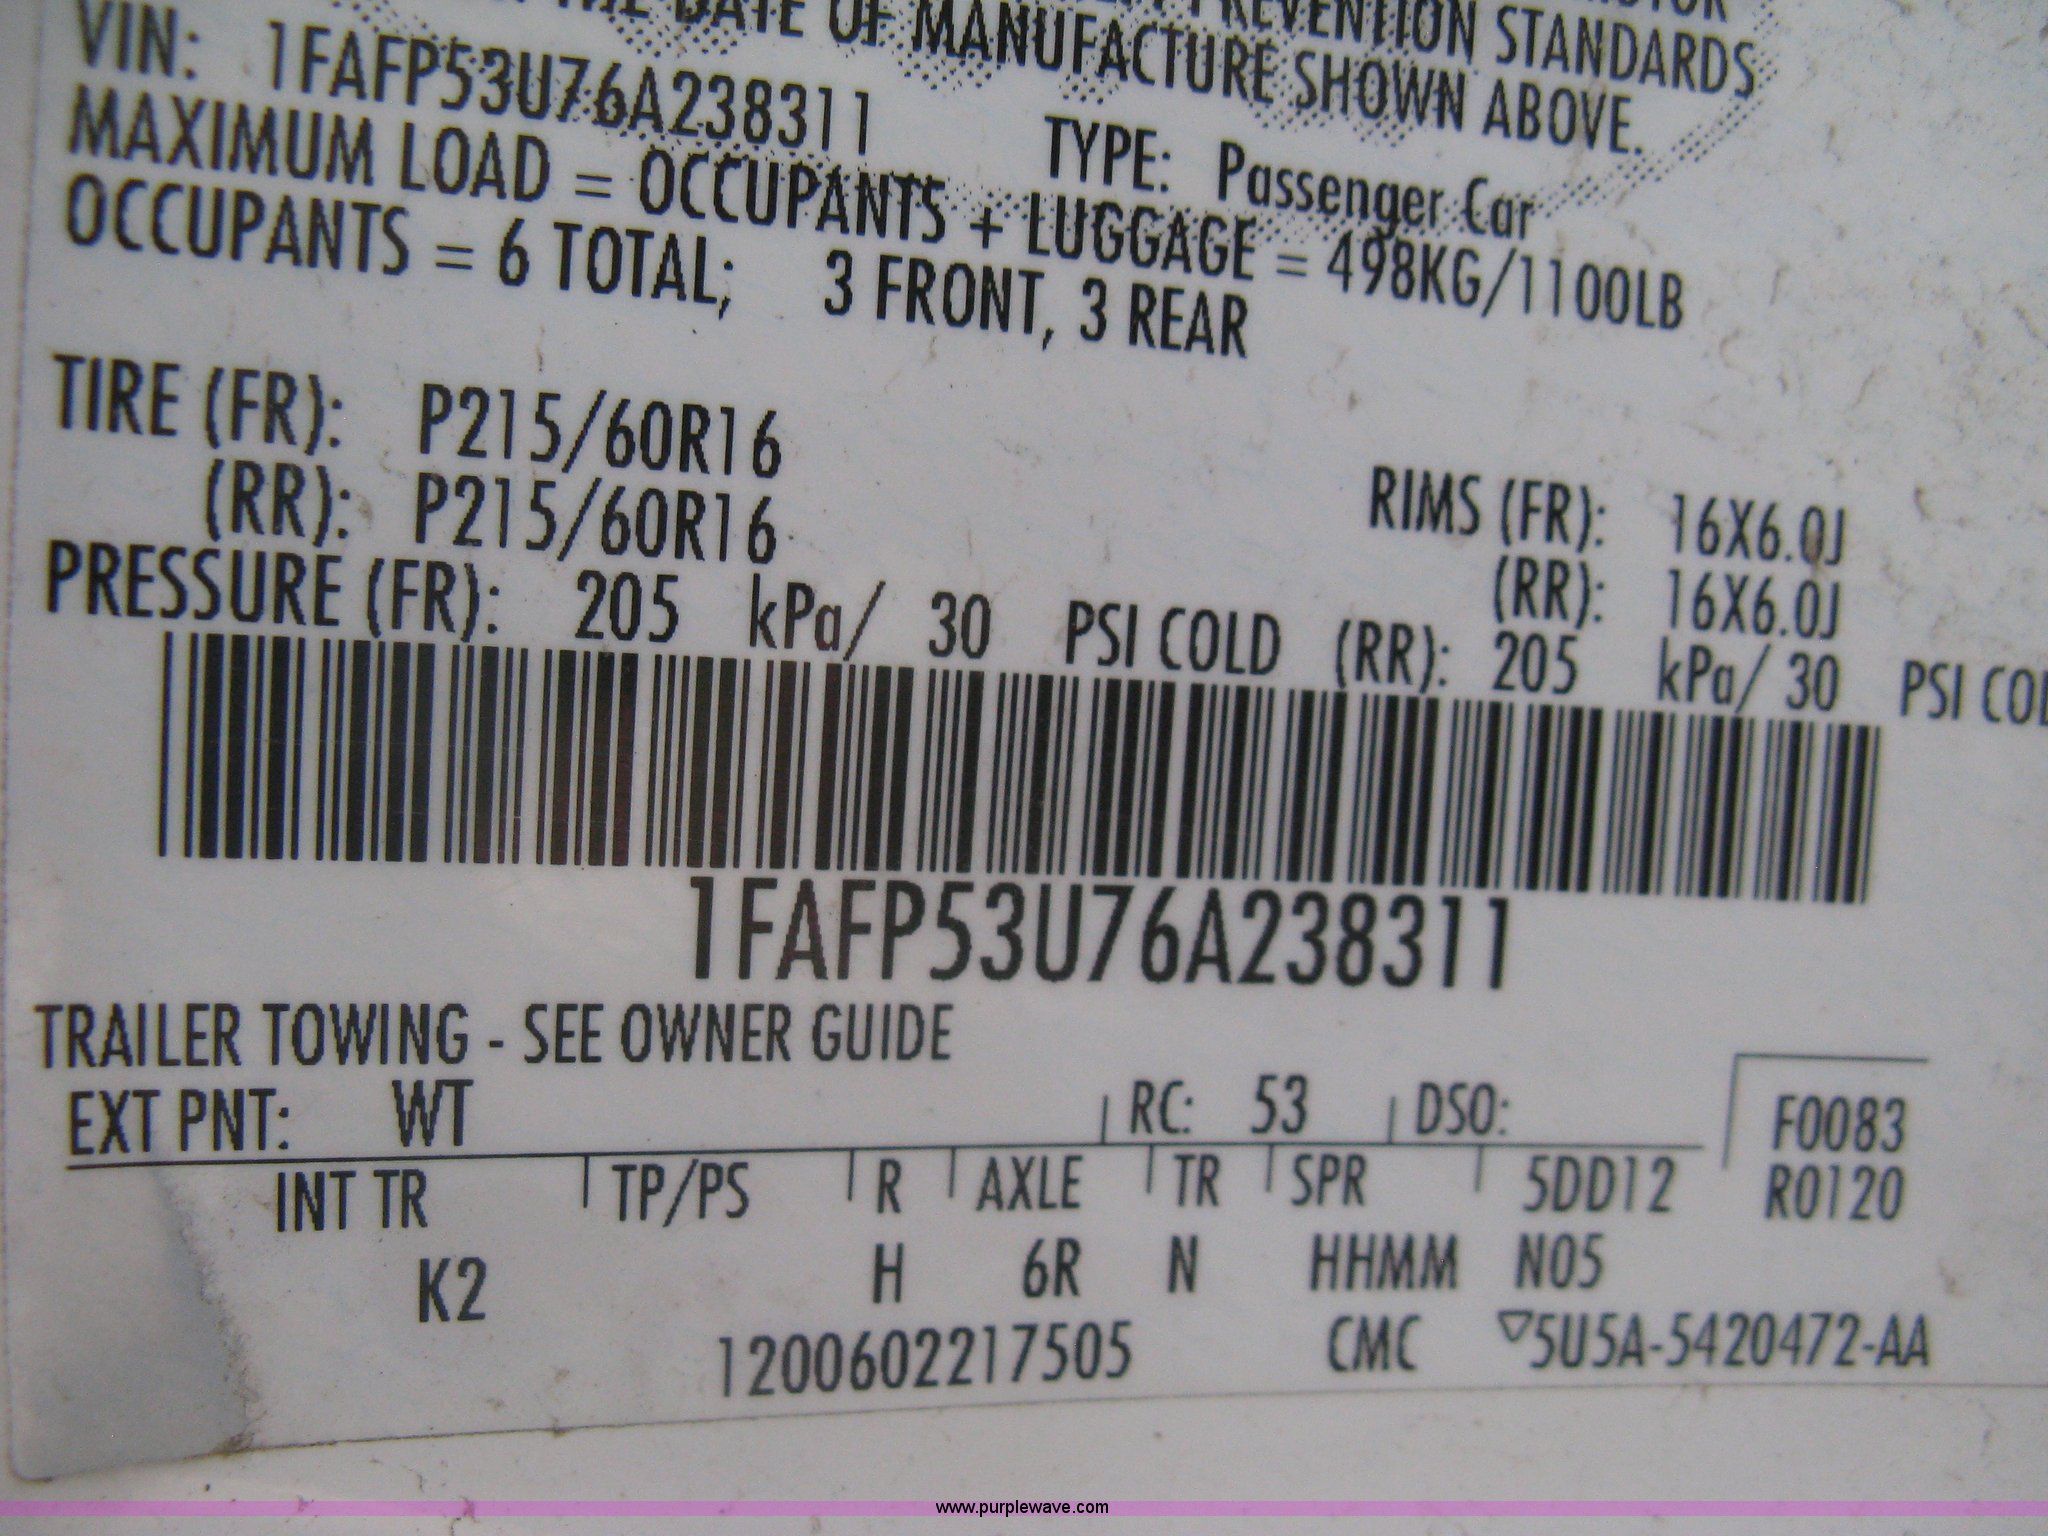 MOTOR
PREVENTION STANDARDS
THE DATE OF MANUFACTURE SHOWN ABOVE.
VIN: 1FAFP53U76A238311
TYPE: Passenger Car
MAXIMUM LOAD = OCCUPANTS + LUGGAGE = 498KG/1100LB
OCCUPANTS = 6 TOTAL; 3 FRONT, 3 REAR
TIRE (FR): P215/60R16 RIMS (FR): 16X6.0J
(RR): P215/60R16 (RR): 16X6.0J
PRESSURE (FR): 205 kPa/ 30 PSI COLD (RR): 205 kPa/ 30 PSI COL
1FAFP53U76A238311
TRAILER TOWING - SEE OWNER GUIDE
EXT PNT: WT RC: 53 DSO: F0083
INT TR TP/PS R AXLE TR SPR 5DD12 R0120
K2 H 6R N HHMM N05
1200602217505 CMC ▽5U5A-5420472-AA
www.purplewave.com